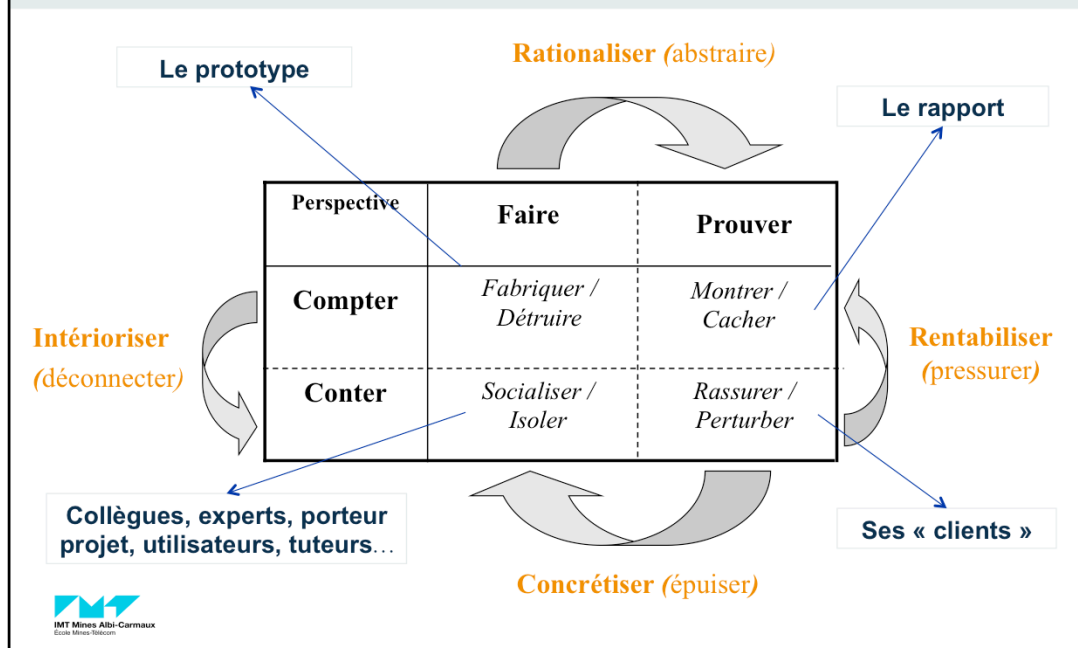 Rationaliser (abstraire)
Le prototype
Le rapport
Perspective
Faire
Prouver
Compter
Fabriquer /
Détruire
Montrer /
Cacher
Intérioriser
(déconnecter)
Rentabiliser
(pressurer)
Conter
Socialiser /
Isoler
Rassurer /
Perturber
Collègues, experts, porteur
projet, utilisateurs, tuteurs…
Ses « clients »
Concrétiser (épuiser)
IMT Mines Albi-Carmaux
École Mines-Télécom